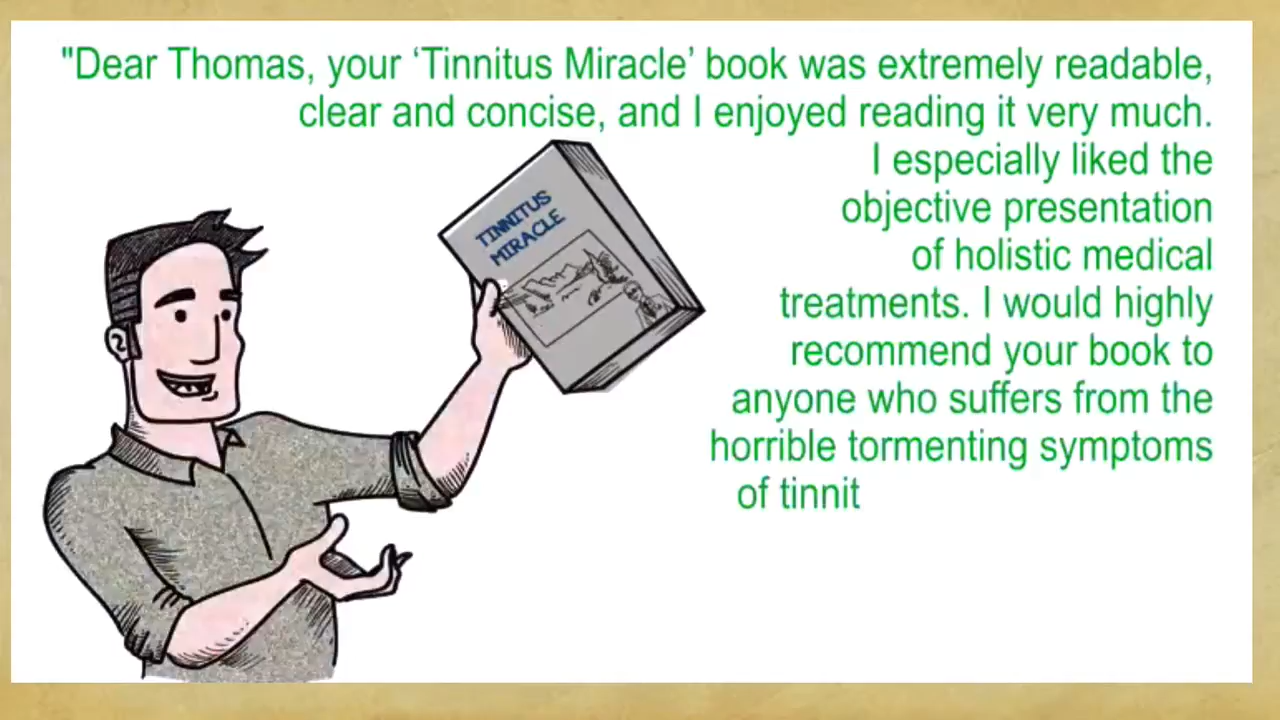 "Dear Thomas, your ‘Tinnitus Miracle’ book was extremely readable,
clear and concise, and I enjoyed reading it very much.
I especially liked the
objective presentation
of holistic medical
treatments. I would highly
recommend your book to
anyone who suffers from the
horrible tormenting symptoms
of tinnit
TINNITUS
MIRACLE